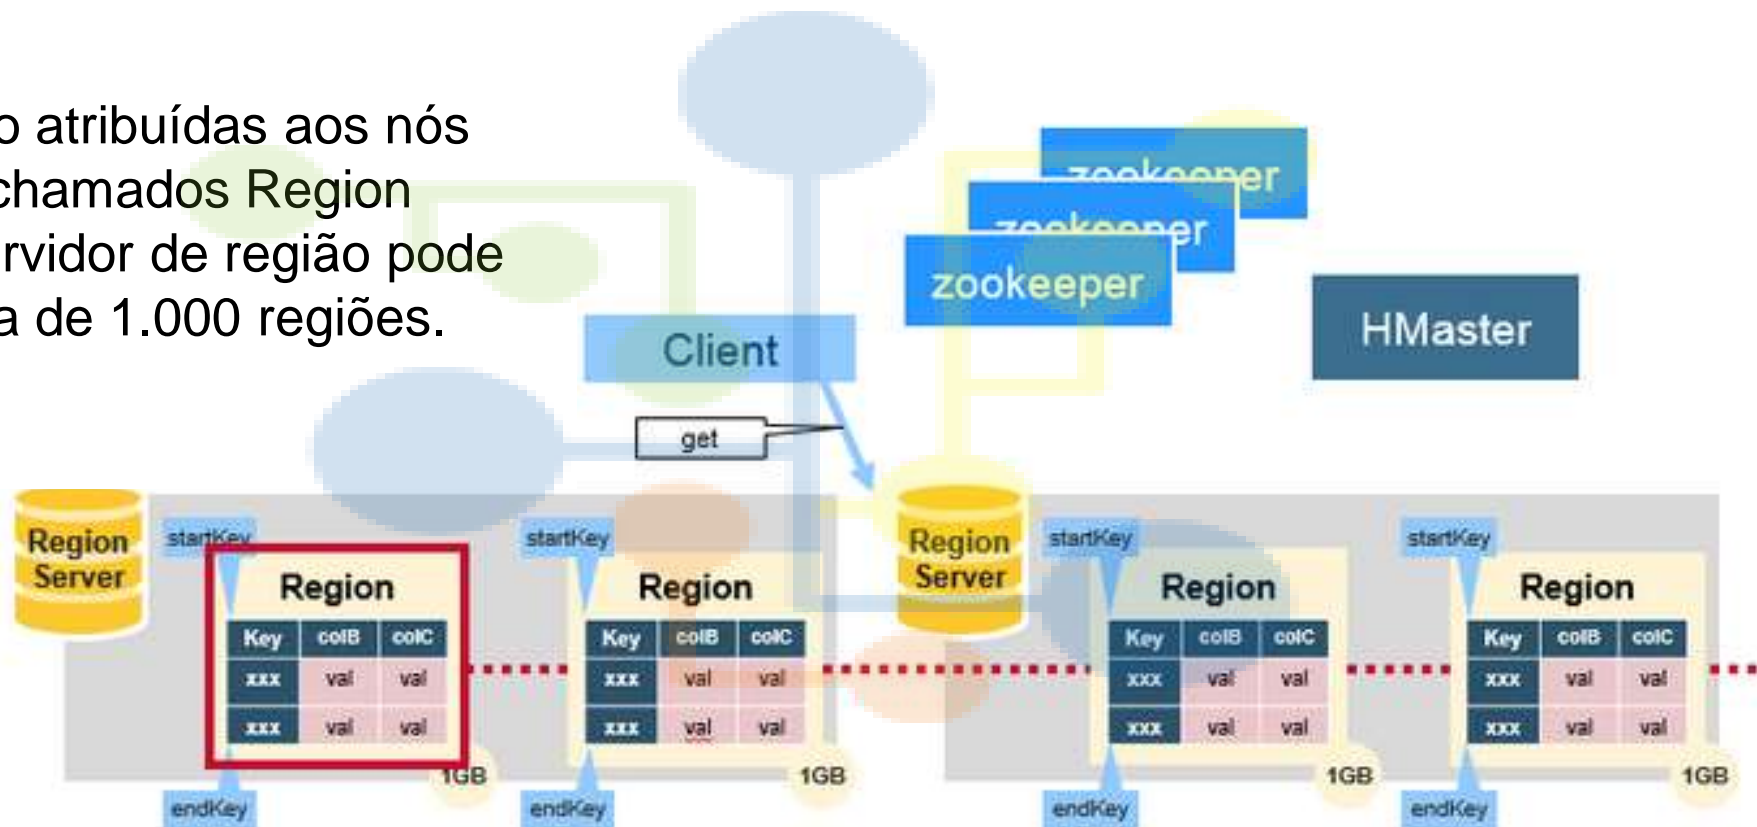 o atribuídas aos nós
chamados Region
rvidor de região pode
a de 1.000 regiões.
zookeeper
zookeeper
zookeeper
HMaster
Client
get
Region
Server
startKey
Region
Key colB colC
xxx val val
xxx val val
1GB
endKey
startKey
Region
Key colB colC
xxx val val
xxx val val
1GB
endKey
Region
Server
startKey
Region
Key colB colC
xxx val val
xxx val val
1GB
endKey
startKey
Region
Key colB colC
xxx val val
xxx val val
1GB
endKey